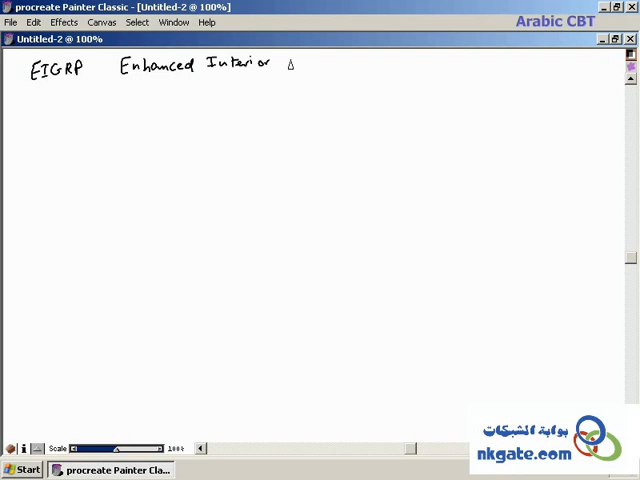 procreate Painter Classic - [Untitled-2 @ 100%]
File Edit Effects Canvas Select Window Help
Arabic CBT
Untitled-2 @ 100%
EIGRP Enhanced Interior
Scale 100%
بوابة الشبكات
nkgate.com
Start procreate Painter Cla...